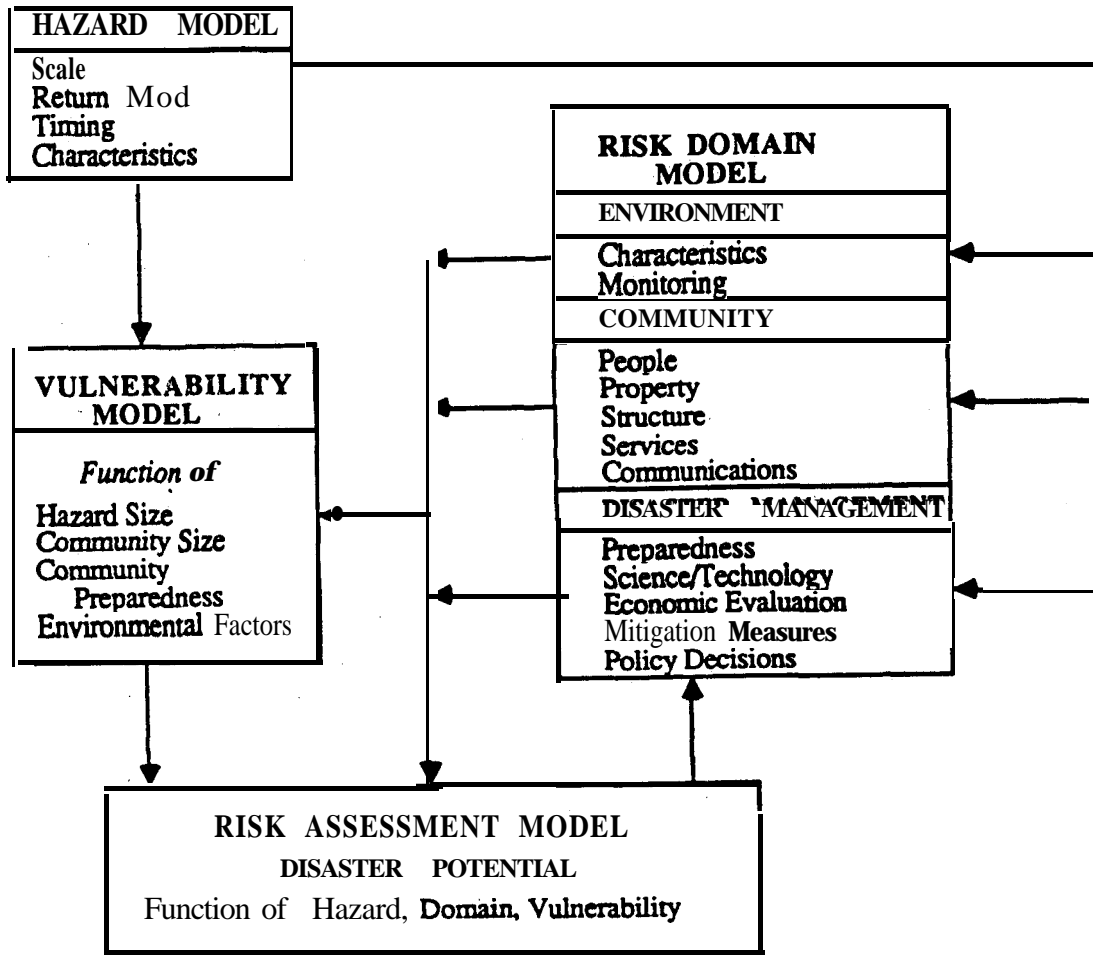 HAZARD MODEL
Scale
Return Mod
Timing
Characteristics
RISK DOMAIN
MODEL
ENVIRONMENT
Characteristics
Monitoring
COMMUNITY
People
Property
Structure
Services
Communications
DISASTER "MANAGEMENT
Preparedness
Science/Technology
Economic Evaluation
Mitigation Measures
Policy Decisions
VULNERABILITY
MODEL
Function of
Hazard Size
Community Size
Community
Preparedness
Environmental Factors
RISK ASSESSMENT MODEL
DISASTER POTENTIAL
Function of Hazard, Domain, Vulnerability